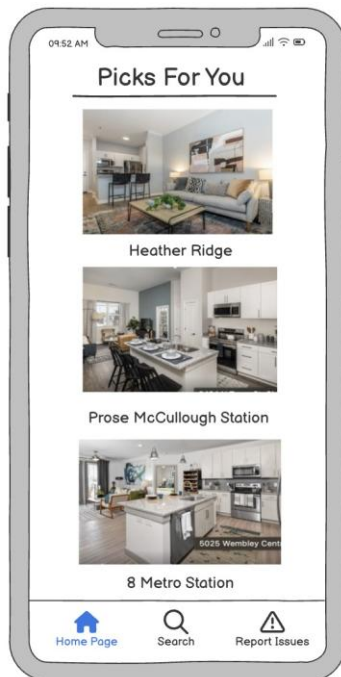 09:52 AM
Picks For You
Heather Ridge
Prose McCullough Station
5025 Wembley Cent
8 Metro Station
Home Page
Search
Report Issues